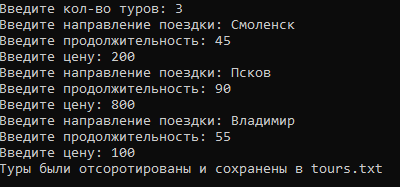 Введите кол-во туров: 3
Введите направление поездки: Смоленск
Введите продолжительность: 45
Введите цену: 200
Введите направление поездки: Псков
Введите продолжительность: 90
Введите цену: 800
Введите направление поездки: Владимир
Введите продолжительность: 55
Введите цену: 100
Туры были отсоротированы и сохранены в tours.txt